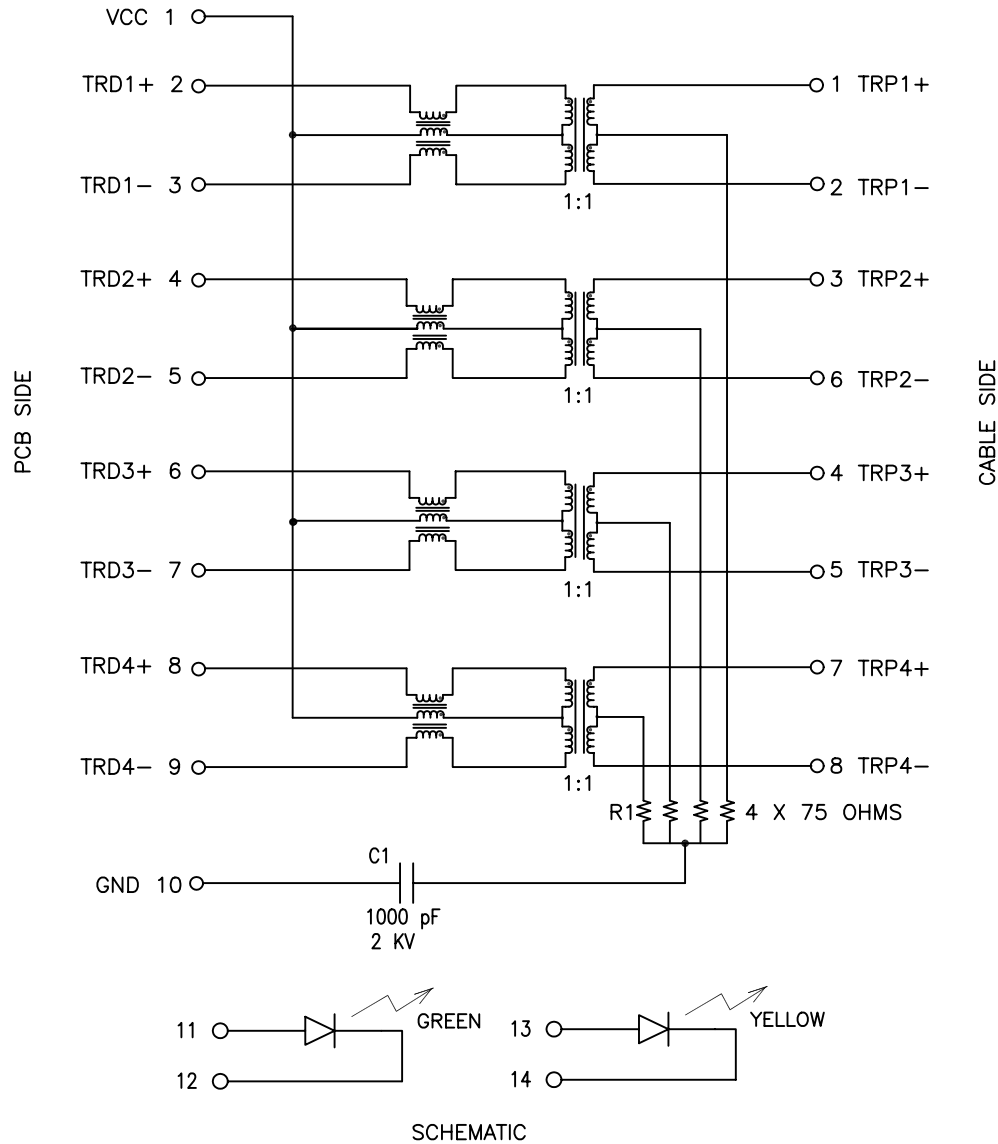 VCC 1
TRD1+ 2
1 TRP1+
TRD1- 3
2 TRP1-
1:1
TRD2+ 4
3 TRP2+
TRD2- 5
6 TRP2-
1:1
PCB SIDE
CABLE SIDE
TRD3+ 6
4 TRP3+
TRD3- 7
5 TRP3-
1:1
TRD4+ 8
7 TRP4+
TRD4- 9
8 TRP4-
1:1
R1 4 X 75 OHMS
C1
GND 10
1000 pF
2 KV
11
GREEN
13
YELLOW
12
14
SCHEMATIC